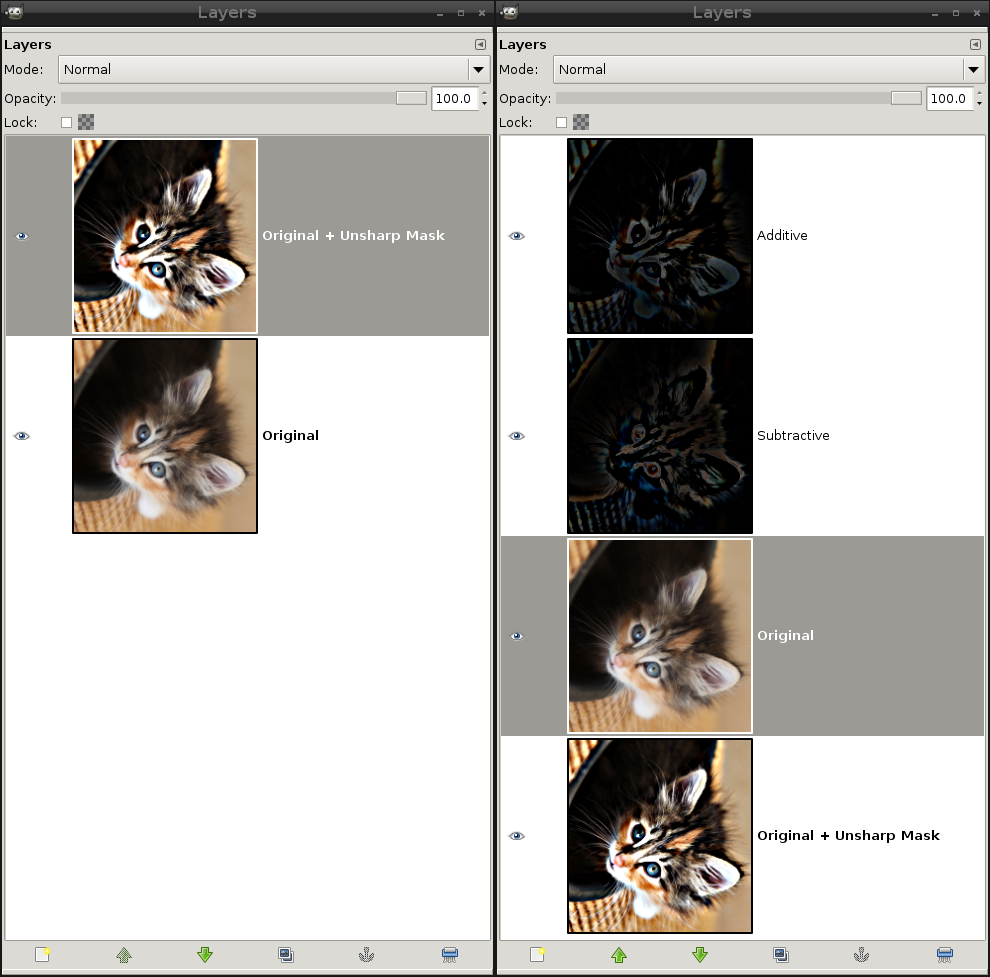 Layers
Layers
Mode: Normal
Opacity: 100.0
Lock:
Original + Unsharp Mask
Original
Layers
Layers
Mode: Normal
Opacity: 100.0
Lock:
Additive
Subtractive
Original
Original + Unsharp Mask